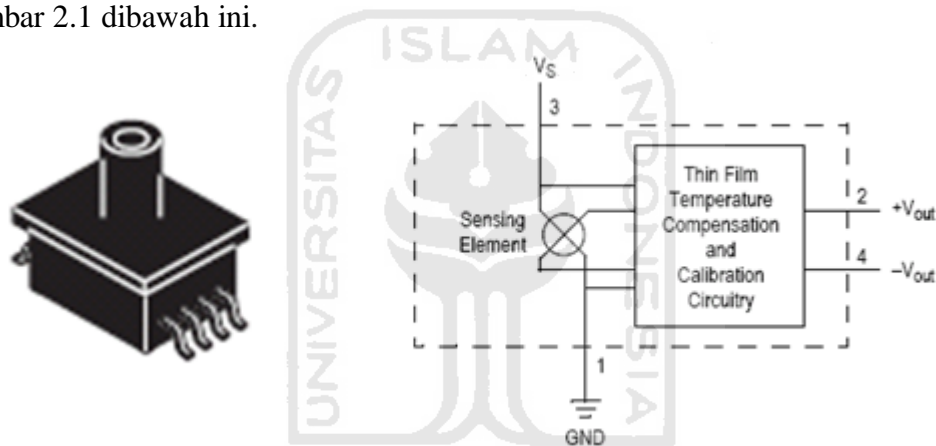 bar 2.1 dibawah ini.
ISLAM
UNIVERSITAS
INDONESIA
VS
3
Sensing
Element
Thin Film
Temperature
Compensation
and
Calibration
Circuitry
2
+Vout
4
–Vout
1
GND